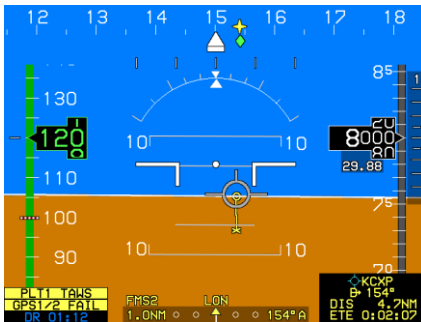 12 13 14 15 16 17 18
130
120
110
100
90
10 10
10 10
85
8000
29.88
75
70
PLT1 TAWS
GPS1/2 FAIL
DR 01:12
FMS2 LON
1.0NM 154°A
KCXP
154°
DIS 4.7NM
ETE 0:02:07